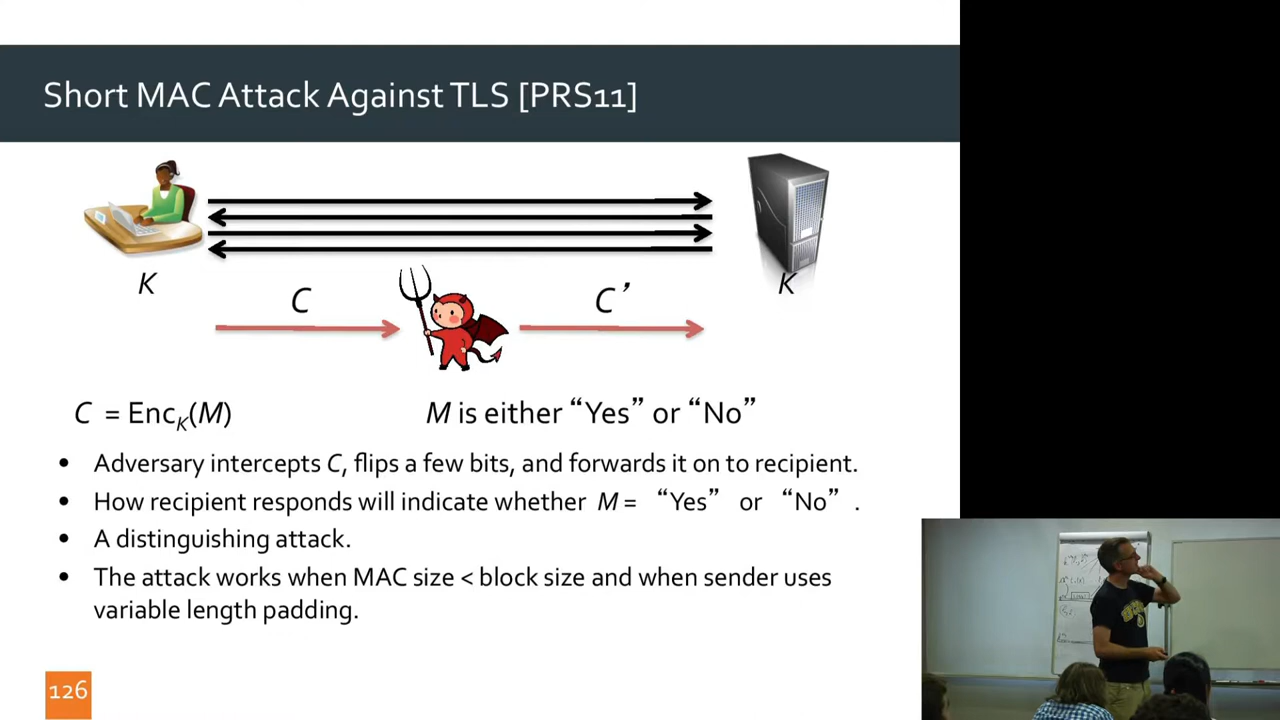 Short MAC Attack Against TLS [PRS11]
K
K
C
C’
C = EncK(M)
M is either “Yes” or “No”
• Adversary intercepts C, flips a few bits, and forwards it on to recipient.
• How recipient responds will indicate whether M = “Yes” or “No” .
• A distinguishing attack.
• The attack works when MAC size < block size and when sender uses
variable length padding.
126